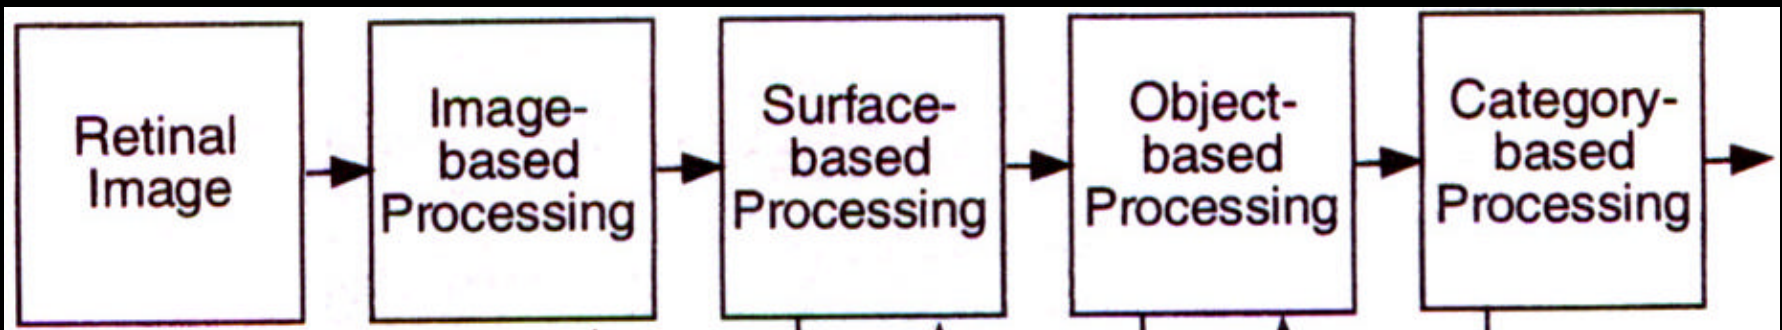 Retinal
Image
Image-
based
Processing
Surface-
based
Processing
Object-
based
Processing
Category-
based
Processing